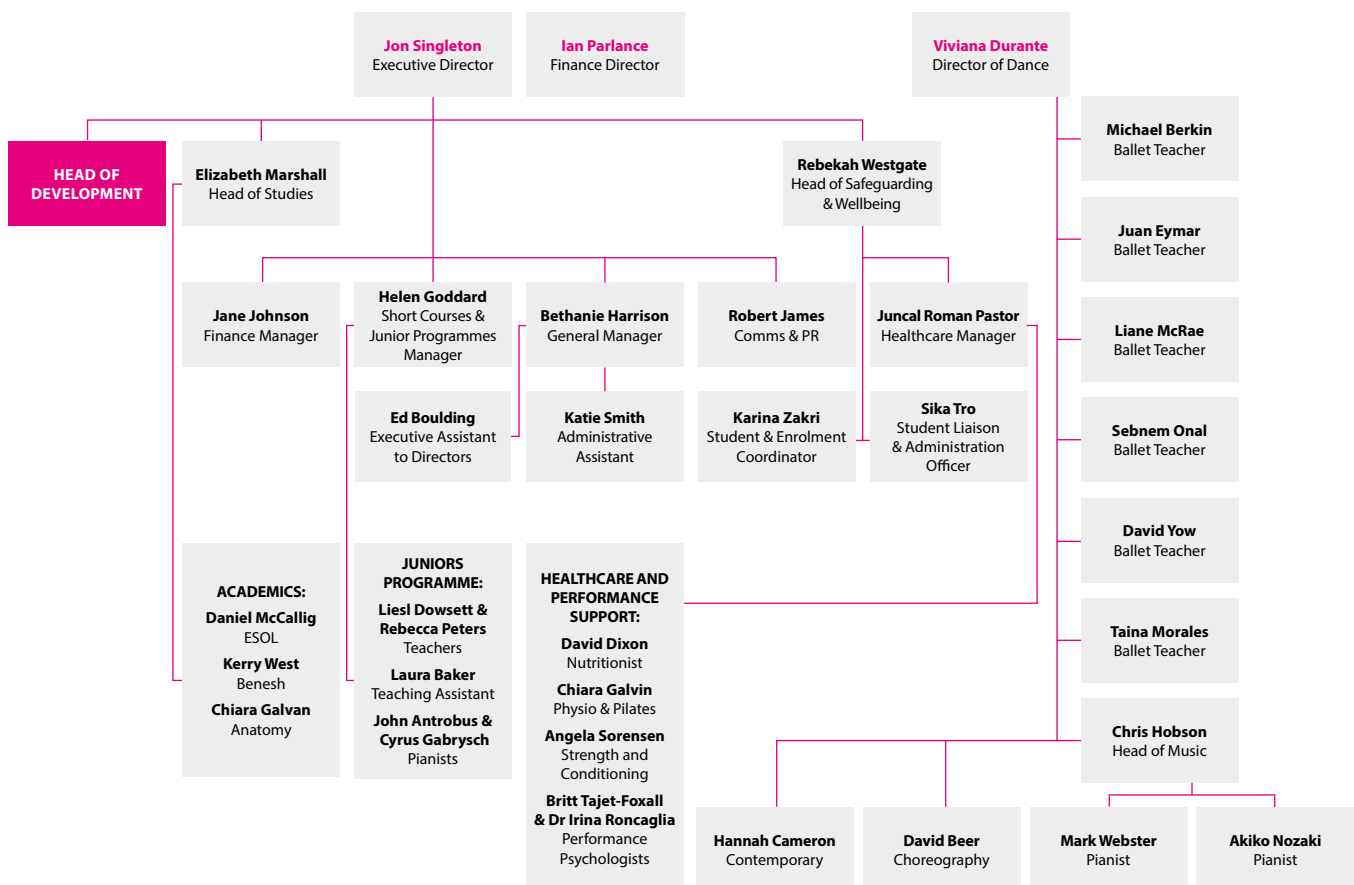 Jon Singleton
Executive Director
Ian Parlance
Finance Director
Viviana Durante
Director of Dance
Michael Berkin
Ballet Teacher
HEAD OF
DEVELOPMENT
Elizabeth Marshall
Head of Studies
Rebekah Westgate
Head of Safeguarding
& Wellbeing
Juan Eymar
Ballet Teacher
Jane Johnson
Finance Manager
Helen Goddard
Short Courses &
Junior Programmes
Manager
Bethanie Harrison
General Manager
Robert James
Comms & PR
Juncal Roman Pastor
Healthcare Manager
Liane McRae
Ballet Teacher
Ed Boulding
Executive Assistant
to Directors
Katie Smith
Administrative
Assistant
Karina Zakri
Student & Enrolment
Coordinator
Sika Tro
Student Liaison
& Administration
Officer
Sebnem Onal
Ballet Teacher
David Yow
Ballet Teacher
Taina Morales
Ballet Teacher
ACADEMICS:
Daniel McCallig
ESOL
Kerry West
Benesh
Chiara Galvan
Anatomy
JUNIORS
PROGRAMME:
Liesl Dowsett &
Rebecca Peters
Teachers
Laura Baker
Teaching Assistant
John Antrobus &
Cyrus Gabrysch
Pianists
HEALTHCARE AND
PERFORMANCE
SUPPORT:
David Dixon
Nutritionist
Chiara Galvin
Physio & Pilates
Angela Sorensen
Strength and
Conditioning
Britt Tajet-Foxall
& Dr Irina Roncaglia
Performance
Psychologists
Chris Hobson
Head of Music
Hannah Cameron
Contemporary
David Beer
Choreography
Mark Webster
Pianist
Akiko Nozaki
Pianist